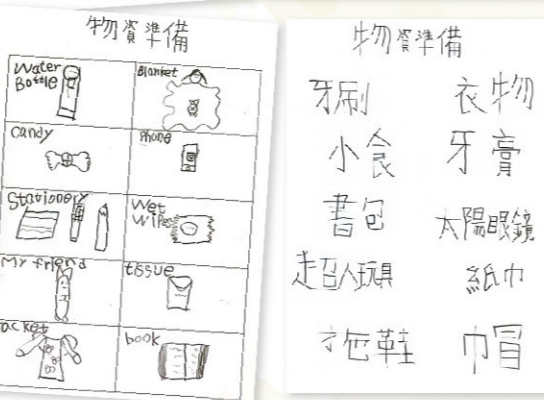 物資準備
Water Bottle
Blanket
candy
Phone
Stationery
Wet Wipes
My friend
tissue
acket
book
物資準備
牙刷 衣物
小食 牙膏
書包 太陽眼鏡
超人玩具 紙巾
拖鞋 帽